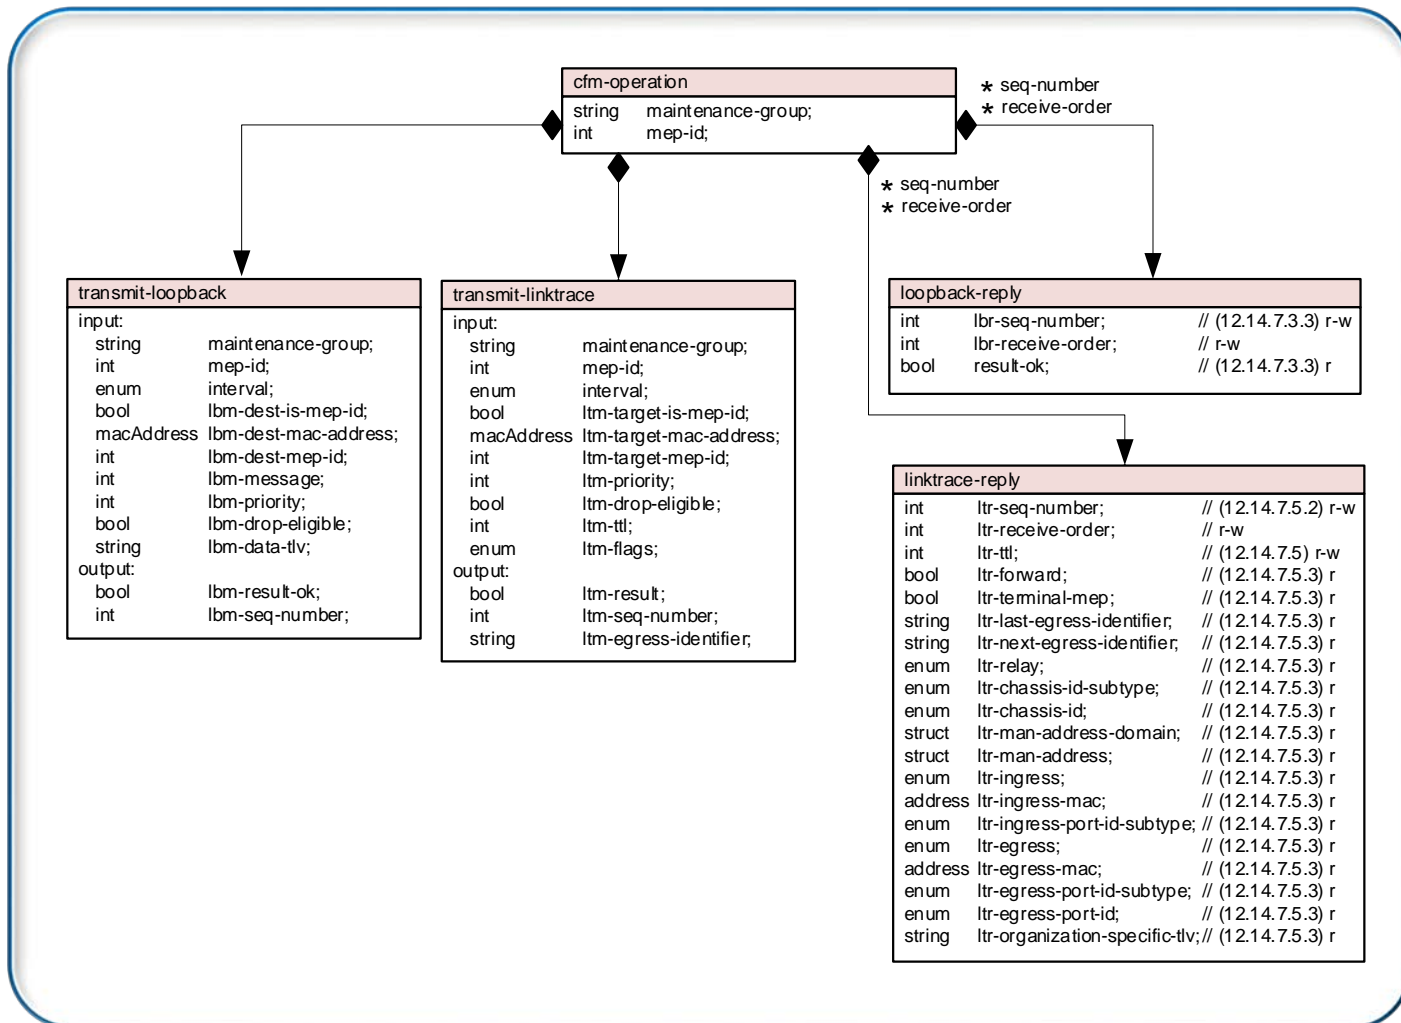 cfm-operation
string maintenance-group;
int mep-id;
* seq-number
* receive-order
* seq-number
* receive-order
transmit-loopback
input:
string maintenance-group;
int mep-id;
enum interval;
bool lbm-dest-is-mep-id;
macAddress lbm-dest-mac-address;
int lbm-dest-mep-id;
int lbm-message;
int lbm-priority;
bool lbm-drop-eligible;
string lbm-data-tlv;
output:
bool lbm-result-ok;
int lbm-seq-number;
transmit-linktrace
input:
string maintenance-group;
int mep-id;
enum interval;
bool ltm-target-is-mep-id;
macAddress ltm-target-mac-address;
int ltm-target-mep-id;
int ltm-priority;
bool ltm-drop-eligible;
int ltm-ttl;
enum ltm-flags;
output:
bool ltm-result;
int ltm-seq-number;
string ltm-egress-identifier;
loopback-reply
int lbr-seq-number; // (12.14.7.3.3) r-w
int lbr-receive-order; // r-w
bool result-ok; // (12.14.7.3.3) r
linktrace-reply
int ltr-seq-number; // (12.14.7.5.2) r-w
int ltr-receive-order; // r-w
int ltr-ttl; // (12.14.7.5) r-w
bool ltr-forward; // (12.14.7.5.3) r
bool ltr-terminal-mep; // (12.14.7.5.3) r
string ltr-last-egress-identifier; // (12.14.7.5.3) r
string ltr-next-egress-identifier; // (12.14.7.5.3) r
enum ltr-relay; // (12.14.7.5.3) r
enum ltr-chassis-id-subtype; // (12.14.7.5.3) r
enum ltr-chassis-id; // (12.14.7.5.3) r
struct ltr-man-address-domain; // (12.14.7.5.3) r
struct ltr-man-address; // (12.14.7.5.3) r
enum ltr-ingress; // (12.14.7.5.3) r
address ltr-ingress-mac; // (12.14.7.5.3) r
enum ltr-ingress-port-id-subtype; // (12.14.7.5.3) r
enum ltr-egress; // (12.14.7.5.3) r
address ltr-egress-mac; // (12.14.7.5.3) r
enum ltr-egress-port-id-subtype; // (12.14.7.5.3) r
enum ltr-egress-port-id; // (12.14.7.5.3) r
string ltr-organization-specific-tlv; // (12.14.7.5.3) r